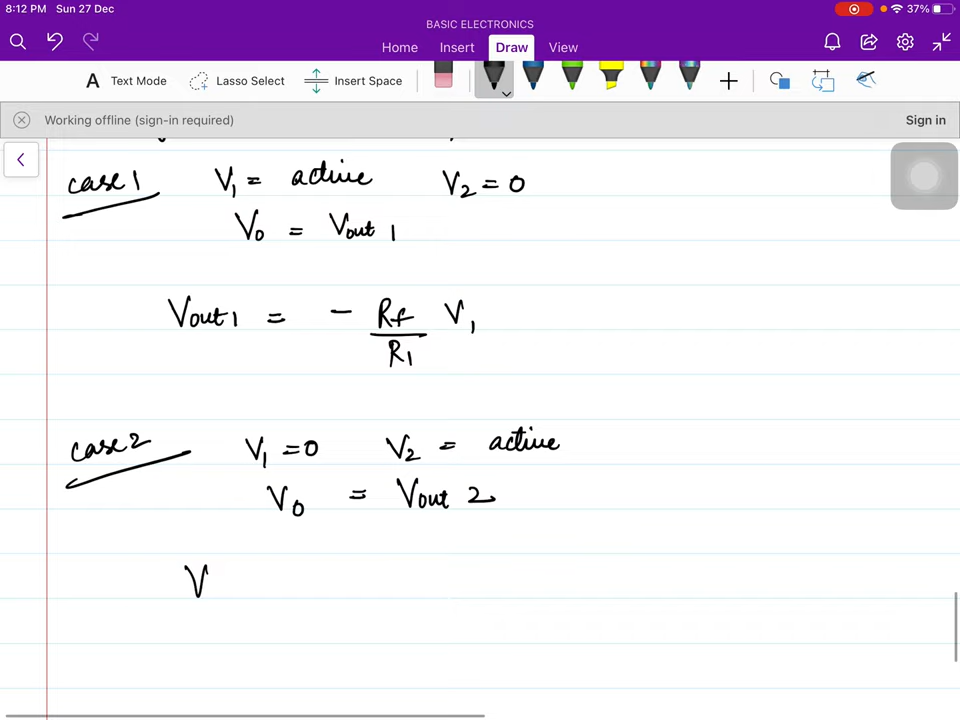 8:12 PM Sun 27 Dec
37%
BASIC ELECTRONICS
Home Insert Draw View
Text Mode Lasso Select Insert Space
Working offline (sign-in required) Sign in
case 1 V1 = active V2 = 0
V0 = Vout 1
Vout 1 = - Rf/R1 V1
case 2 V1 = 0 V2 = active
V0 = Vout 2
V